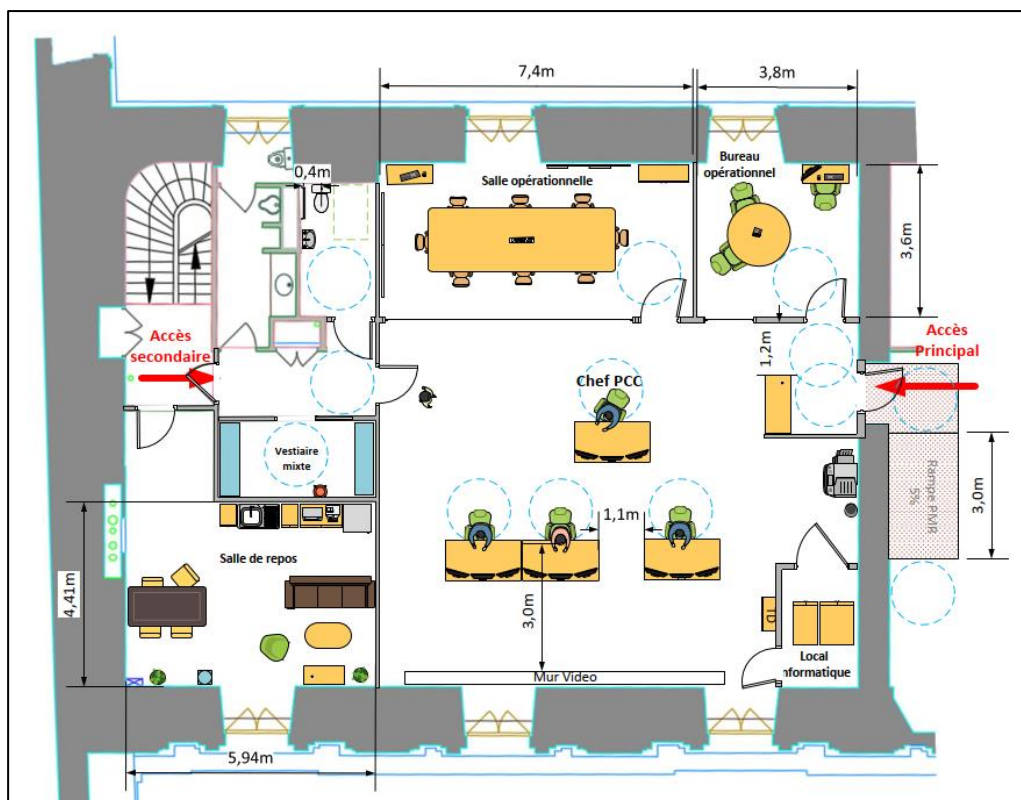 7,4m
3,8m
0,4m
Salle opérationnelle
Bureau
opérationnel
3,6m
Accès
secondaire
1,2m
Accès
Principal
Chef PCC
Vestiaire
mixte
Rampe PMR
5%
3,0m
1,1m
Salle de repos
4,41m
3,0m
TD
Local
informatique
Mur Video
5,94m